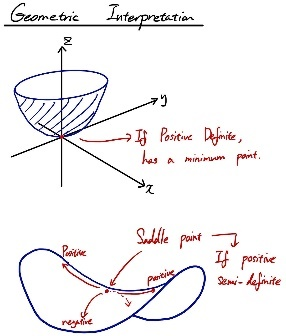 Geometric Interpretation
z
y
If Positive Definite,
has a minimum point.
x
Saddle point
If positive
semi-definite
Positive
positive
negative